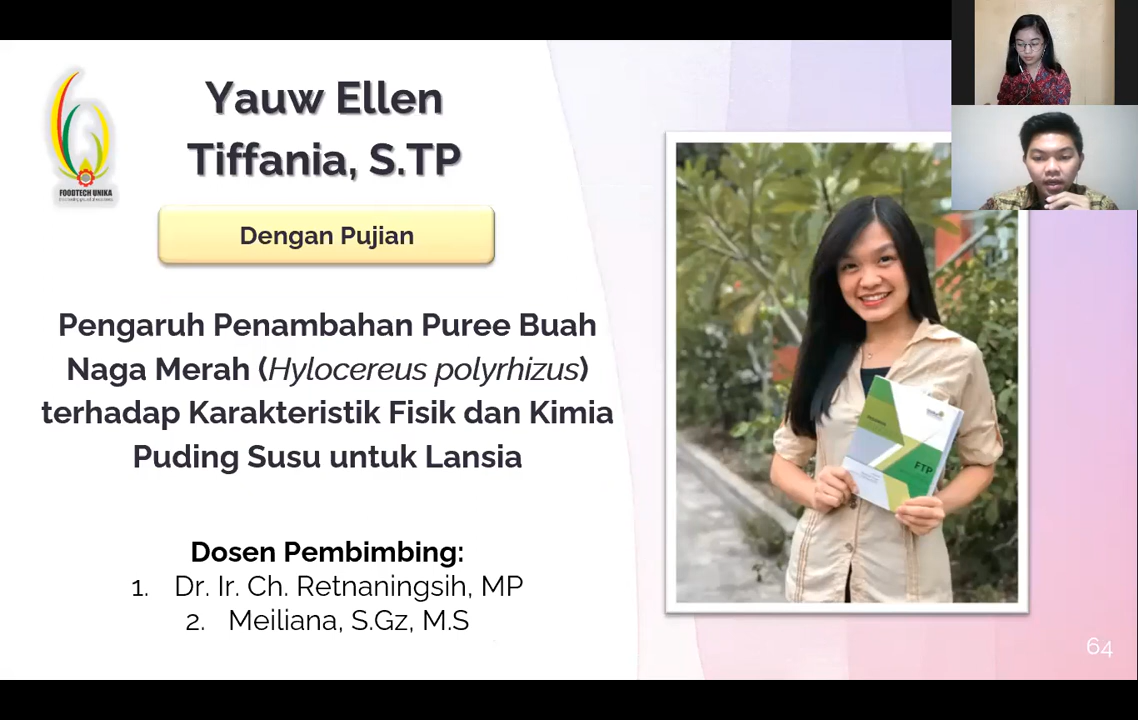 Yauw Ellen
Tiffania, S.TP
FOODTECH UNIKA
Dengan Pujian
Pengaruh Penambahan Puree Buah
Naga Merah (Hylocereus polyrhizus)
terhadap Karakteristik Fisik dan Kimia
Puding Susu untuk Lansia
Dosen Pembimbing:
1. Dr. Ir. Ch. Retnaningsih, MP
2. Meiliana, S.Gz, M.S
FTP
64